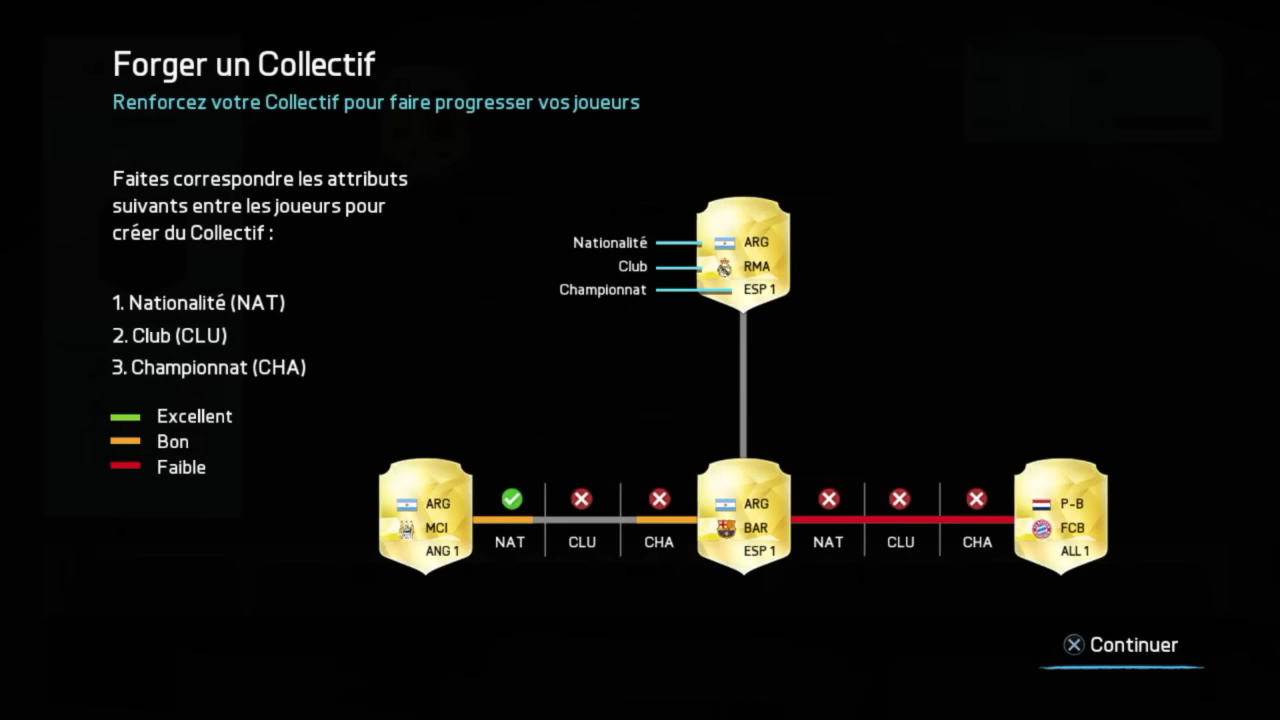 Forger un Collectif
Renforcez votre Collectif pour faire progresser vos joueurs
Faites correspondre les attributs
suivants entre les joueurs pour
créer du Collectif :
1. Nationalité (NAT)
2. Club (CLU)
3. Championnat (CHA)
Excellent
Bon
Faible
Nationalité ARG
Club RMA
Championnat ESP 1
ARG
MCI
ANG 1
NAT CLU CHA
ARG
BAR
ESP 1
NAT CLU CHA
P-B
FCB
ALL 1
Continuer